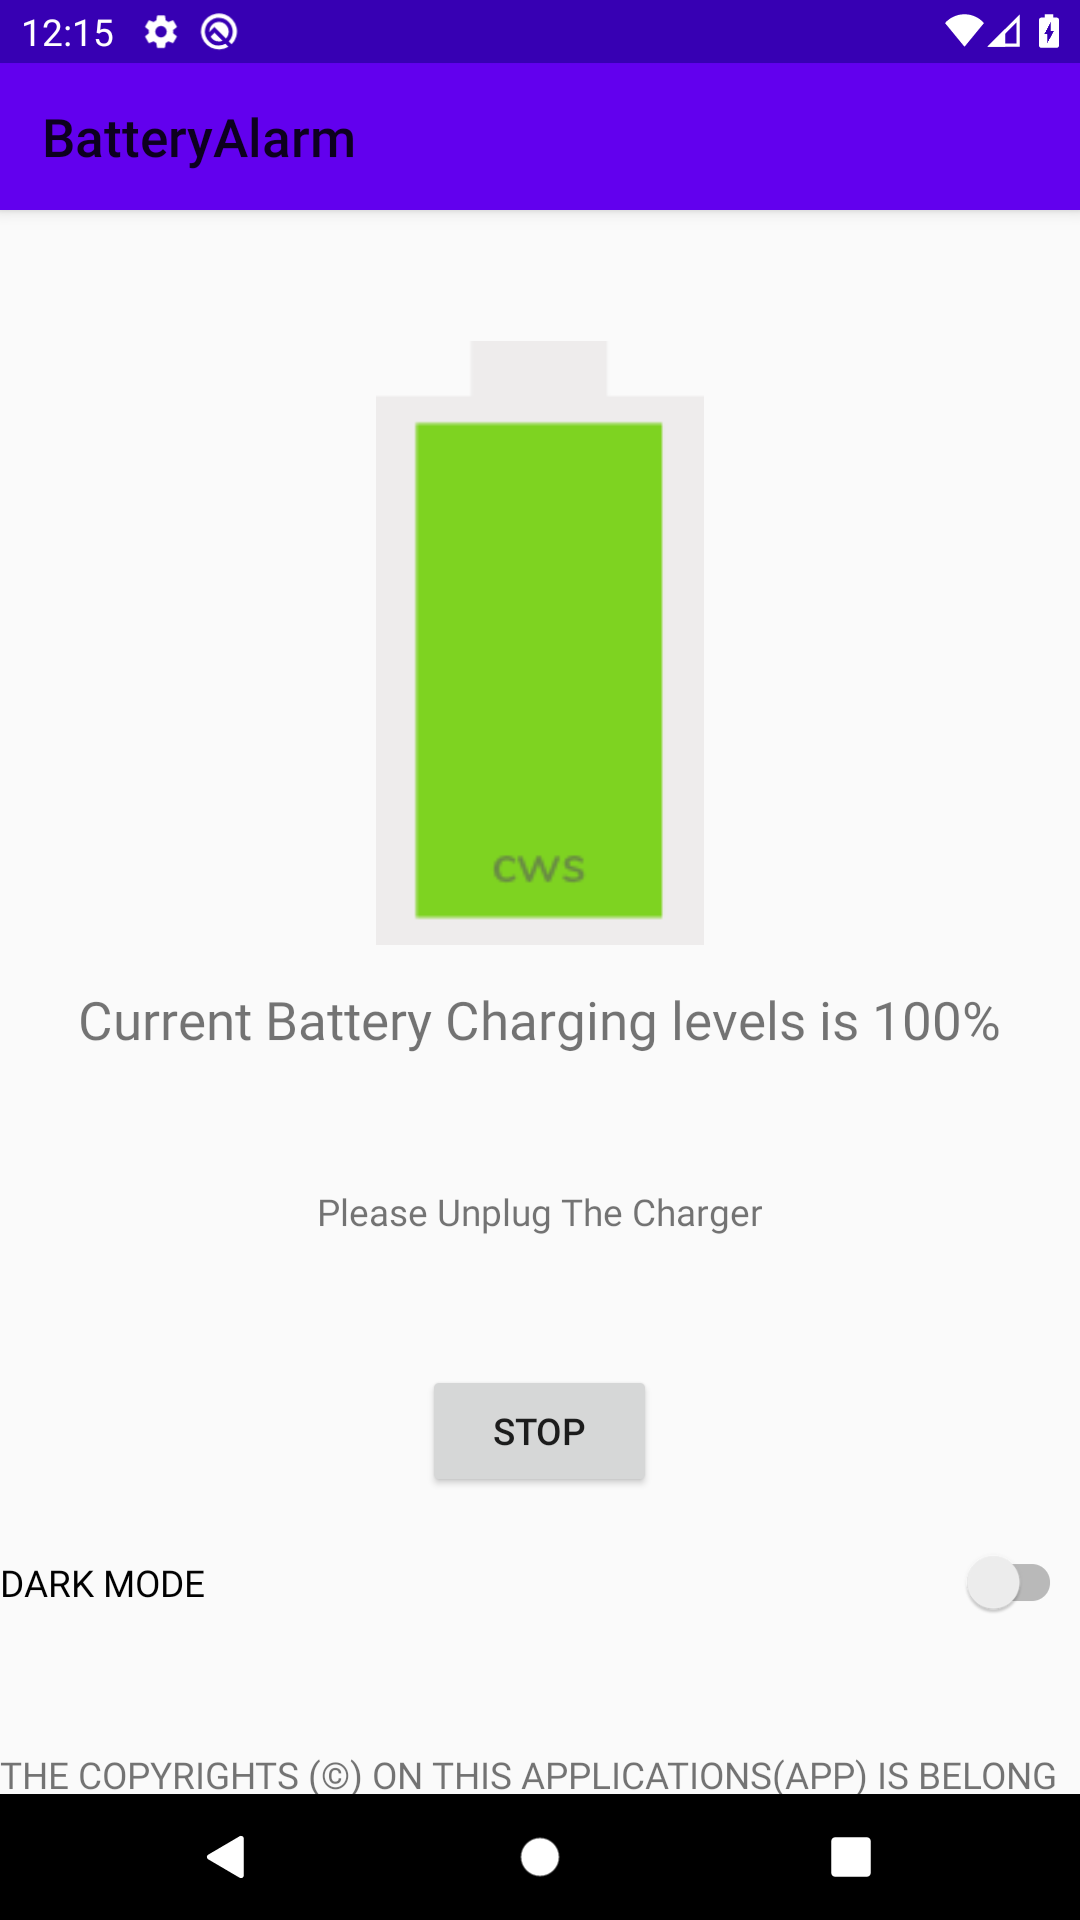 12:15
BatteryAlarm
cws
Current Battery Charging levels is 100%
Please Unplug The Charger
STOP
DARK MODE
THE COPYRIGHTS (©) ON THIS APPLICATIONS(APP) IS BELONG